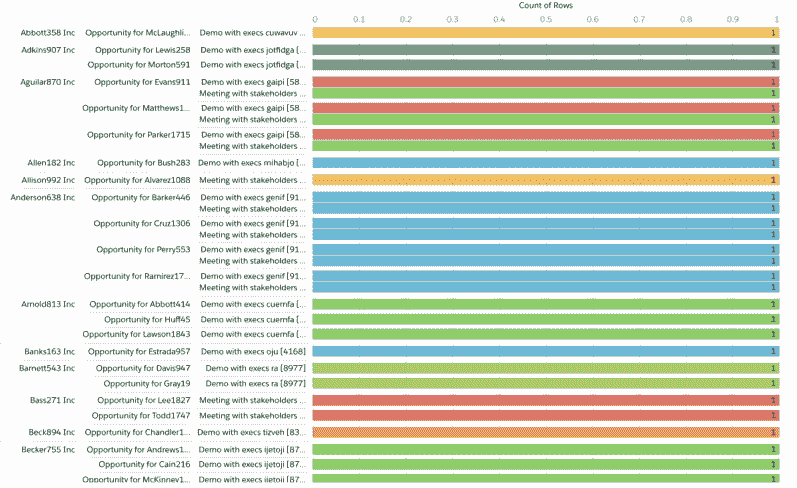 Count of Rows
0 0.1 0.2 0.3 0.4 0.5 0.6 0.7 0.8 0.9 1
Abbott358 Inc Opportunity for McLaughli... Demo with execs cuwavuv ... 1
Adkins907 Inc Opportunity for Lewis258 Demo with execs jotfidga [... 1
Opportunity for Morton591 Demo with execs jotfidga [... 1
Aguilar870 Inc Opportunity for Evans911 Demo with execs gaipi [58... 1
Meeting with stakeholders ... 1
Opportunity for Matthews1... Demo with execs gaipi [58... 1
Meeting with stakeholders ... 1
Opportunity for Parker1715 Demo with execs gaipi [58... 1
Meeting with stakeholders ... 1
Allen182 Inc Opportunity for Bush283 Demo with execs mihabjo [... 1
Allison992 Inc Opportunity for Alvarez1088 Meeting with stakeholders ... 1
Anderson638 Inc Opportunity for Barker446 Demo with execs genif [91... 1
Meeting with stakeholders ... 1
Opportunity for Cruz1306 Demo with execs genif [91... 1
Meeting with stakeholders ... 1
Opportunity for Perry553 Demo with execs genif [91... 1
Meeting with stakeholders ... 1
Opportunity for Ramirez17... Demo with execs genif [91... 1
Meeting with stakeholders ... 1
Arnold813 Inc Opportunity for Abbott414 Demo with execs cuemfa [... 1
Opportunity for Huff45 Demo with execs cuemfa [... 1
Opportunity for Lawson1843 Demo with execs cuemfa [... 1
Banks163 Inc Opportunity for Estrada957 Demo with execs oju [4168] 1
Barnett543 Inc Opportunity for Davis947 Demo with execs ra [8977] 1
Opportunity for Gray19 Demo with execs ra [8977] 1
Bass271 Inc Opportunity for Lee1827 Meeting with stakeholders ... 1
Opportunity for Todd1747 Meeting with stakeholders ... 1
Beck894 Inc Opportunity for Chandler1... Demo with execs tizveh [83... 1
Becker755 Inc Opportunity for Andrews1... Demo with execs ijetoji [87... 1
Opportunity for Cain216 Demo with execs ijetoji [87... 1
Opportunity for McKinney1... Demo with execs ijetoji [87... 1